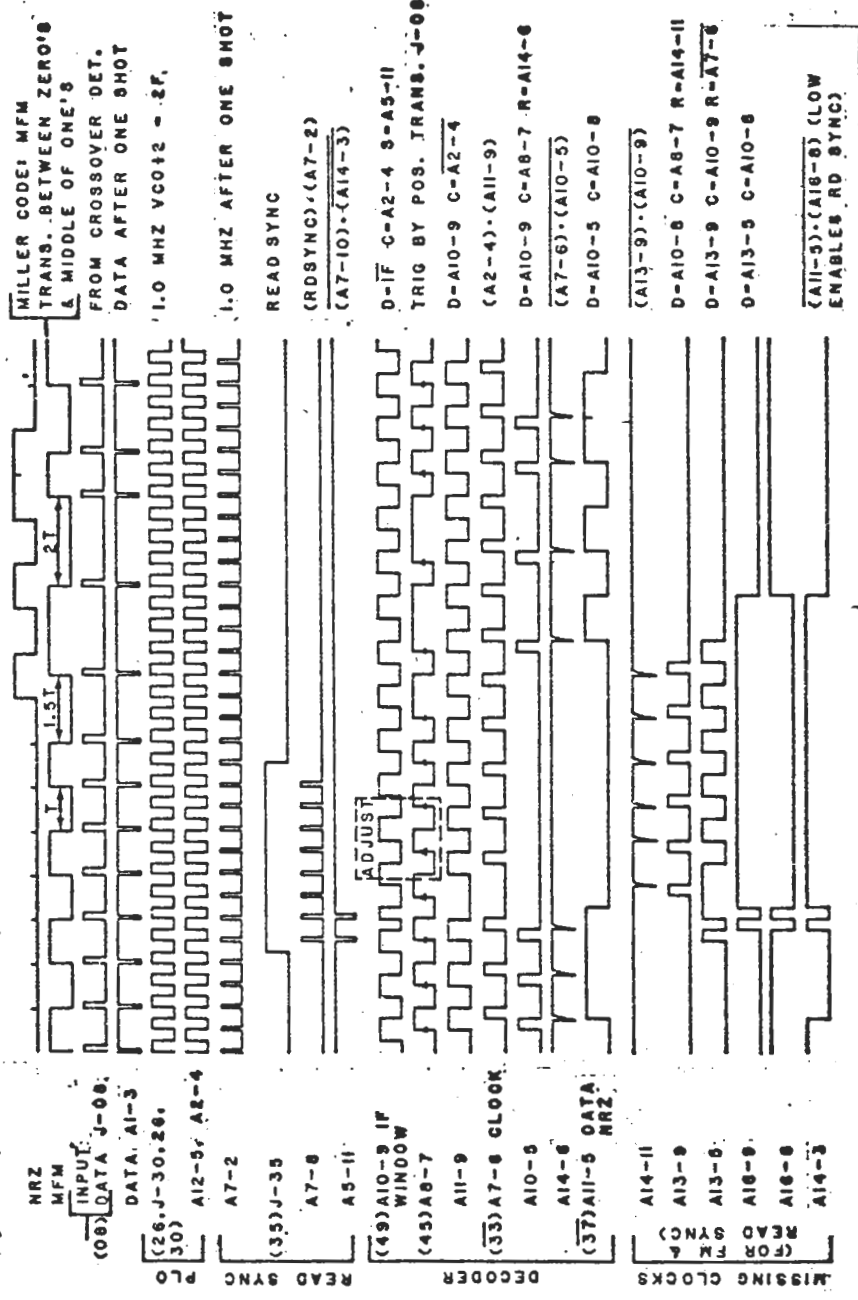 NRZ
MFM
INPUT
(08) DATA J-08
DATA A1-3
(26, J-30, 26, 30)
A12-5, A2-4
A7-2
(35) J-35
A7-8
A5-11
(49) A10-9 IF WINDOW
(45) A8-7
A11-9
(33) A7-6 CLOCK
A10-5
A14-6
(37) A11-5 DATA NRZ
A14-11
A13-9
A13-5
A16-9
A16-8
A14-3
PLO
READ SYNC
DECODER
MISSING CLOCKS
(FOR FM & READ SYNC)
T
1.5T
2T
ADJUST
MILLER CODE: MFM
TRANS. BETWEEN ZERO'S
& MIDDLE OF ONE'S
FROM CROSSOVER DET.
DATA AFTER ONE SHOT
1.0 MHZ VCO÷2 = 2F
1.0 MHZ AFTER ONE SHOT
READ SYNC
(RDSYNC)·(A7-2)
(A7-10)·(A14-3)
D=IF C=A2-4 S=A5-11
TRIG BY POS. TRANS. J-08
D=A10-9 C=A2-4
(A2-4)·(A11-9)
D=A10-9 C=A8-7 R=A14-6
(A7-6)·(A10-5)
D=A10-5 C=A10-8
(A13-9)·(A10-9)
D=A10-8 C=A8-7 R=A14-11
D=A13-9 C=A10-9 R=A7-6
D=A13-5 C=A10-8
(A11-5)·(A16-8) (LOW
ENABLES RD SYNC)